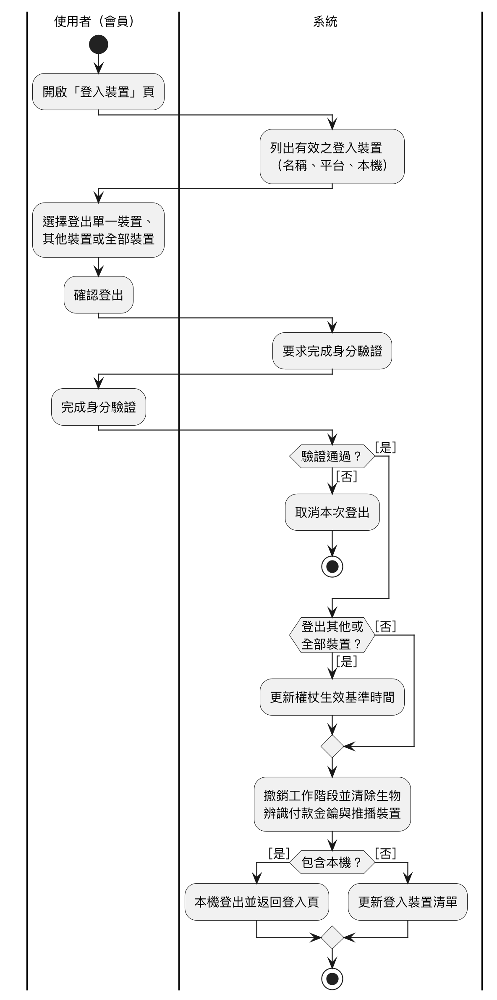 使用者（會員）
系統
開啟「登入裝置」頁
列出有效之登入裝置
（名稱、平台、本機）
選擇登出單一裝置、
其他裝置或全部裝置
確認登出
要求完成身分驗證
完成身分驗證
驗證通過？
[是]
[否]
取消本次登出
登出其他或
全部裝置？
[否]
[是]
更新權杖生效基準時間
撤銷工作階段並清除生物
辨識付款金鑰與推播裝置
[是]
包含本機？
[否]
本機登出並返回登入頁
更新登入裝置清單